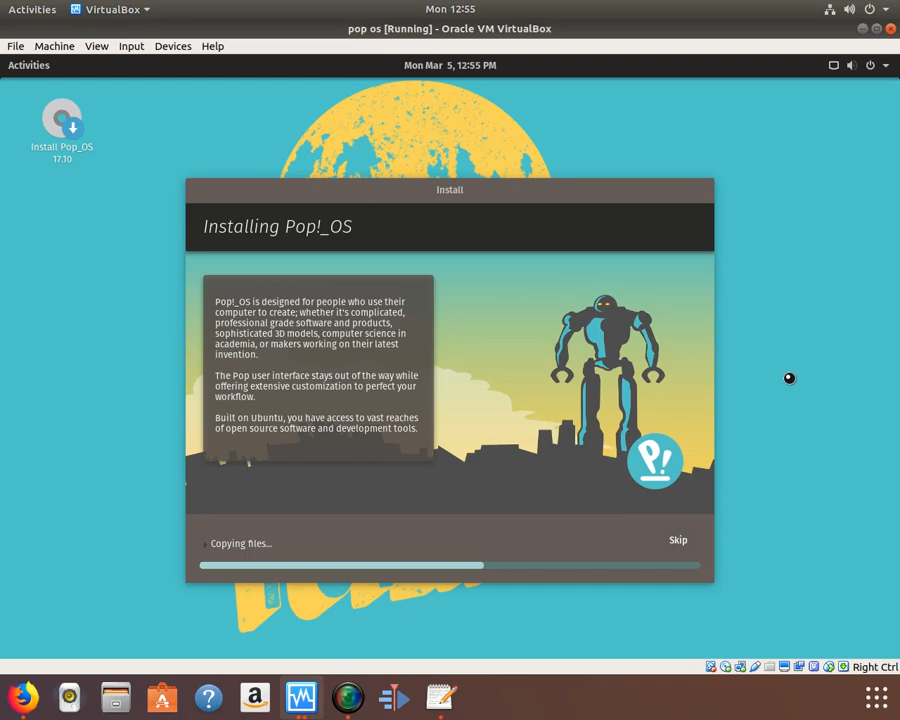 Activities VirtualBox Mon 12:55
pop os [Running] - Oracle VM VirtualBox
File Machine View Input Devices Help
Activities Mon Mar 5, 12:55 PM
Install Pop_OS
17.10
Install
Installing Pop!_OS
Pop!_OS is designed for people who use their
computer to create; whether it's complicated,
professional grade software and products,
sophisticated 3D models, computer science in
academia, or makers working on their latest
invention.
The Pop user interface stays out of the way while
offering extensive customization to perfect your
workflow.
Built on Ubuntu, you have access to vast reaches
of open source software and development tools.
P!
Copying files...
Skip
Right Ctrl